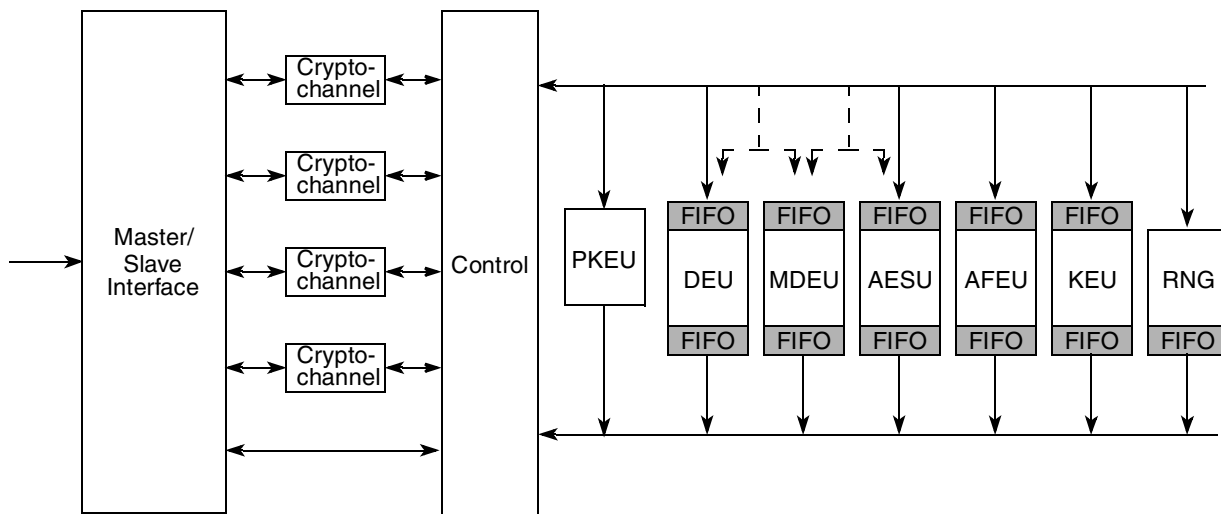 Crypto-
channel
Crypto-
channel
Crypto-
channel
Crypto-
channel
Master/
Slave
Interface
Control
FIFO
FIFO
FIFO
FIFO
FIFO
PKEU
DEU
MDEU
AESU
AFEU
KEU
RNG
FIFO
FIFO
FIFO
FIFO
FIFO
FIFO